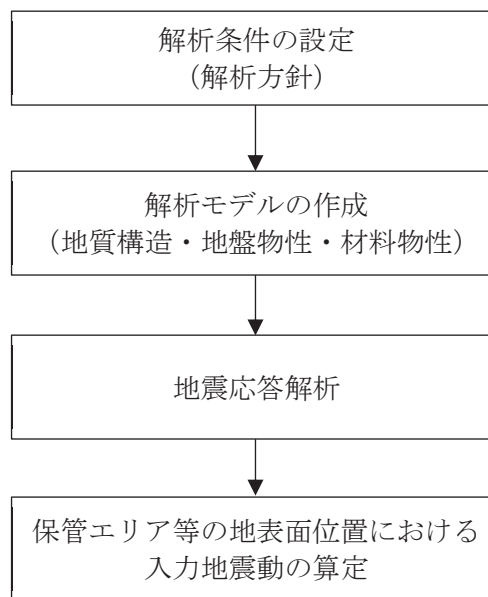 解析条件の設定
（解析方針）
解析モデルの作成
（地質構造・地盤物性・材料物性）
地震応答解析
保管エリア等の地表面位置における
入力地震動の算定